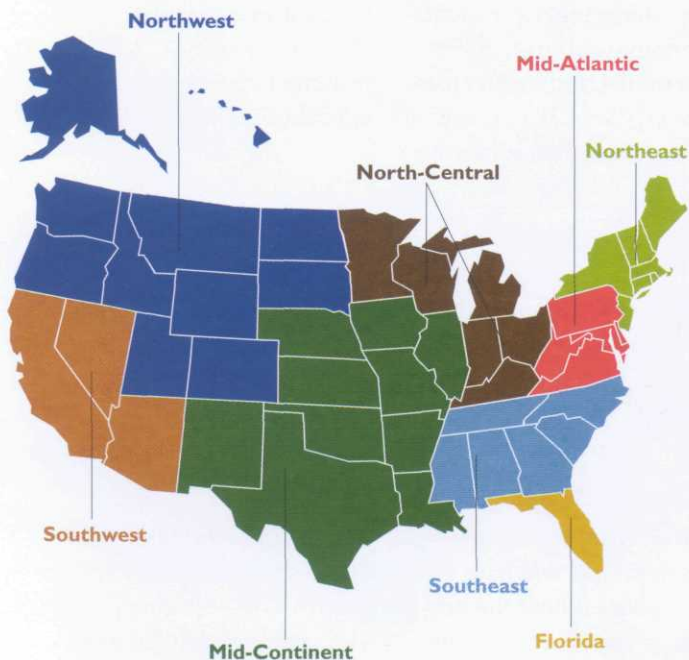 Northwest
Mid-Atlantic
Northeast
North-Central
Southwest
Southeast
Florida
Mid-Continent